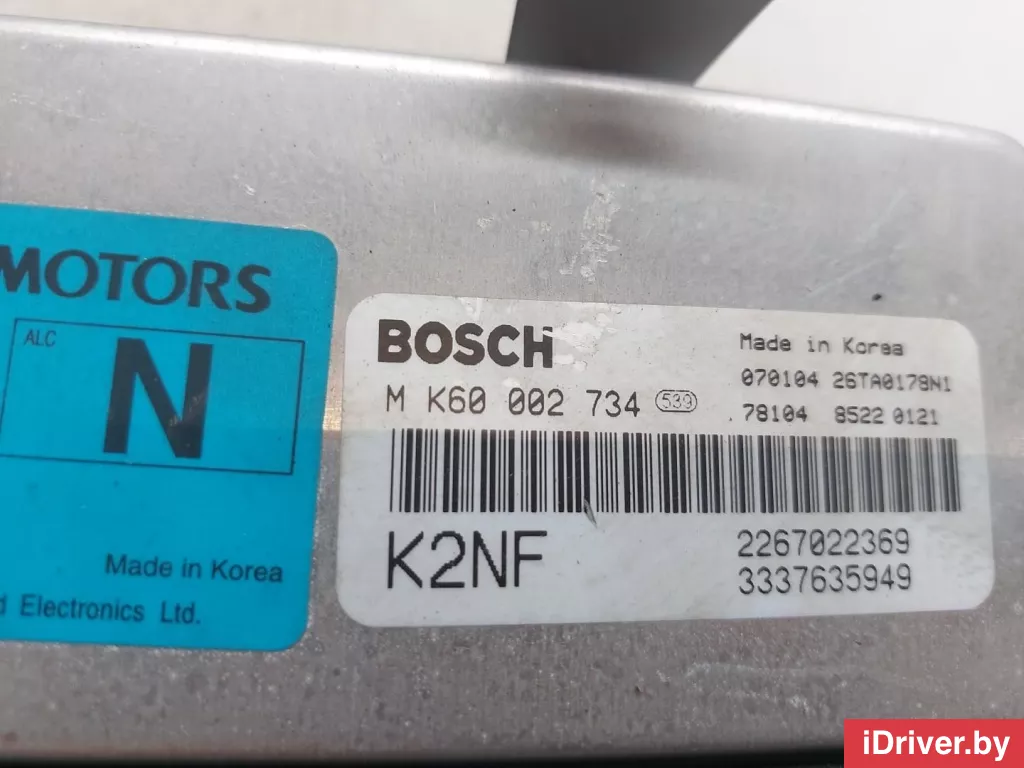 MOTORS
ALC
N
Made in Korea
d Electronics Ltd.
BOSCH
M K60 002 734 539
K2NF
Made in Korea
070104 26TA0178N1
.78104 8522 0121
2267022369
3337635949
iDriver.by